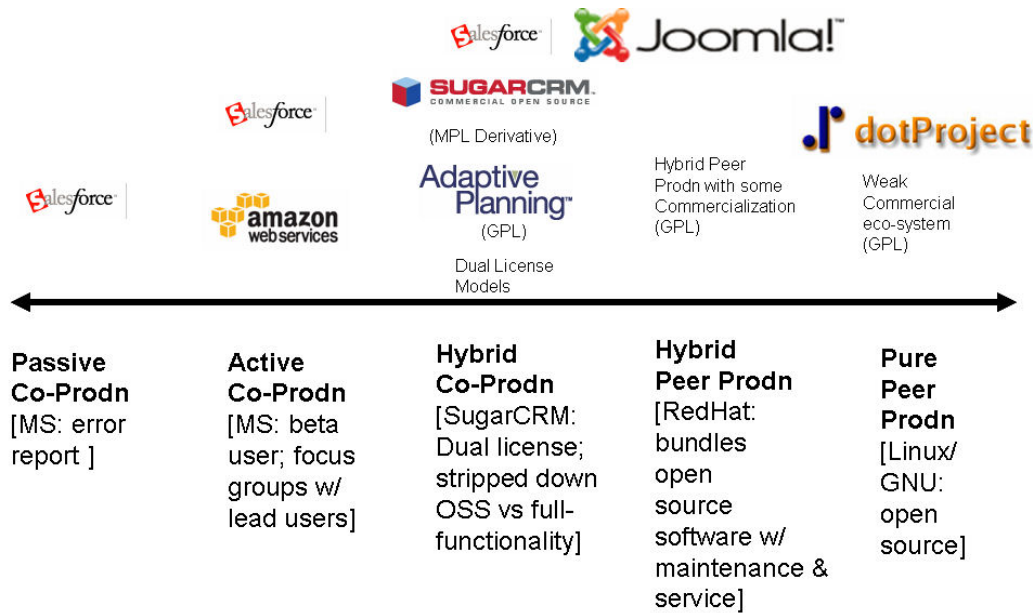 salesforce
Joomla!™
SUGARCRM.
COMMERCIAL OPEN SOURCE
salesforce
(MPL Derivative)
dotProject
salesforce
amazon
webservices
Adaptive
Planning™
(GPL)
Dual License
Models
Hybrid Peer
Prodn with some
Commercialization
(GPL)
Weak
Commercial
eco-system
(GPL)
Passive
Co-Prodn
[MS: error
report ]
Active
Co-Prodn
[MS: beta
user; focus
groups w/
lead users]
Hybrid
Co-Prodn
[SugarCRM:
Dual license;
stripped down
OSS vs full-
functionality]
Hybrid
Peer Prodn
[RedHat:
bundles
open
source
software w/
maintenance &
service]
Pure
Peer
Prodn
[Linux/
GNU:
open
source]